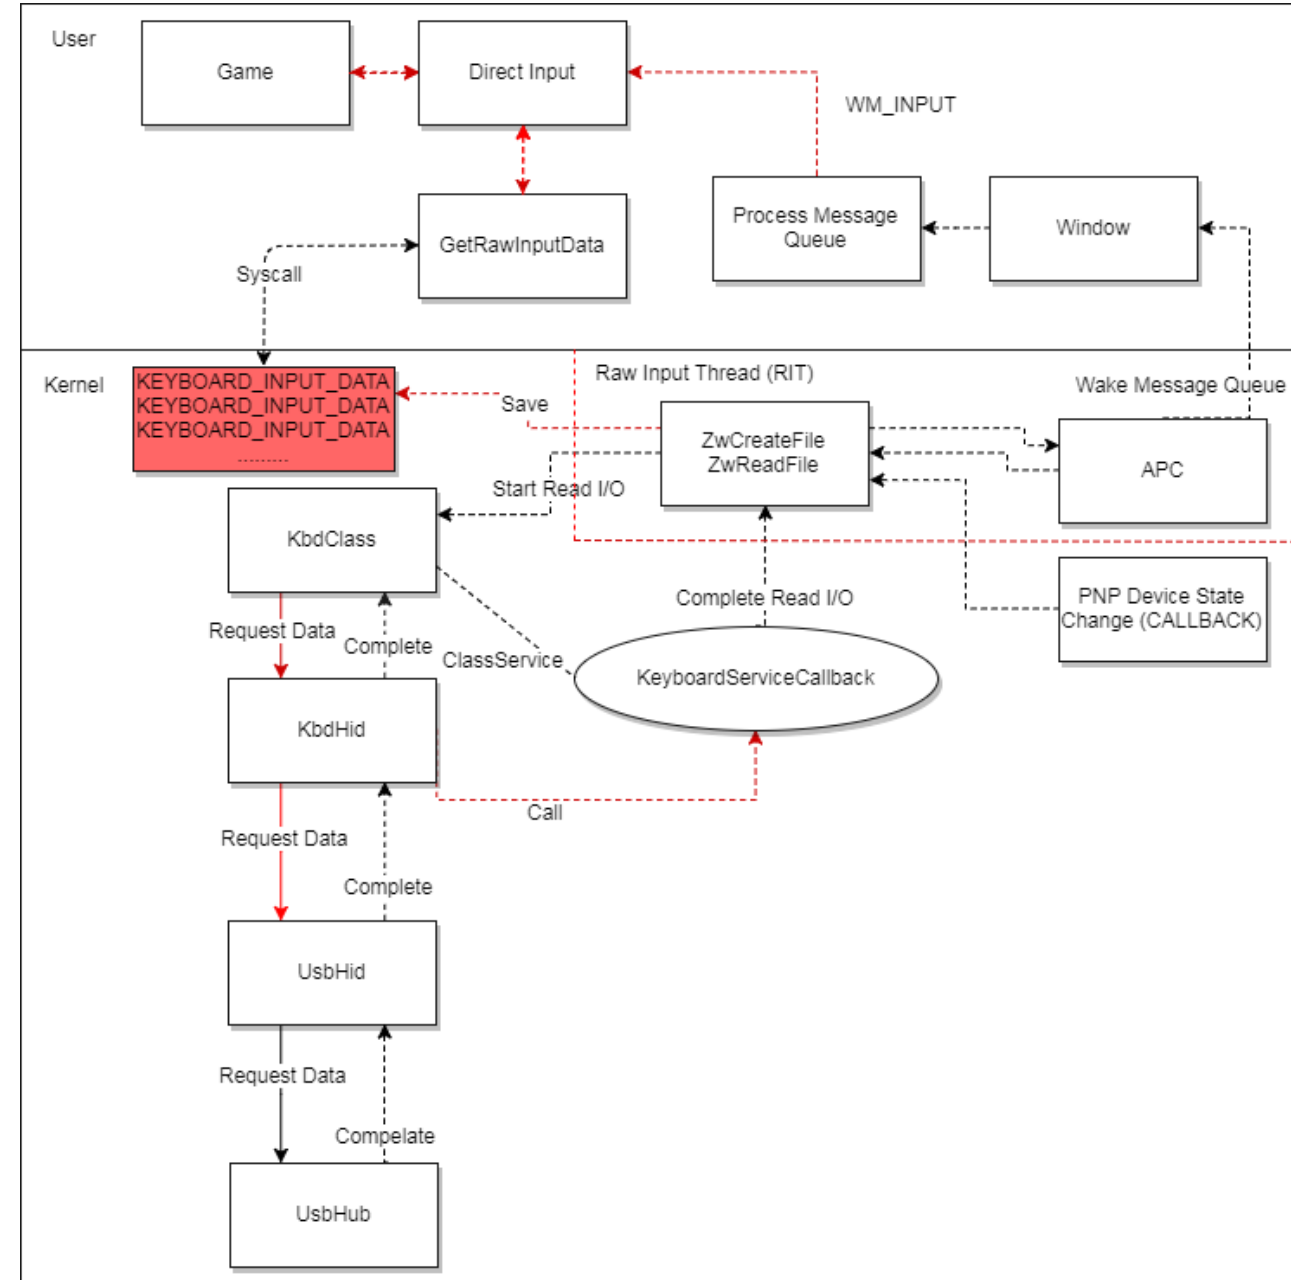 User
Game
Direct Input
WM_INPUT
GetRawInputData
Process Message
Queue
Window
Syscall
Kernel
KEYBOARD_INPUT_DATA
KEYBOARD_INPUT_DATA
KEYBOARD_INPUT_DATA
.........
Save
Raw Input Thread (RIT)
Wake Message Queue
ZwCreateFile
ZwReadFile
APC
Start Read I/O
KbdClass
Complete Read I/O
PNP Device State
Change (CALLBACK)
Request Data
Complete
ClassService
KeyboardServiceCallback
KbdHid
Call
Request Data
Complete
UsbHid
Request Data
Compelate
UsbHub